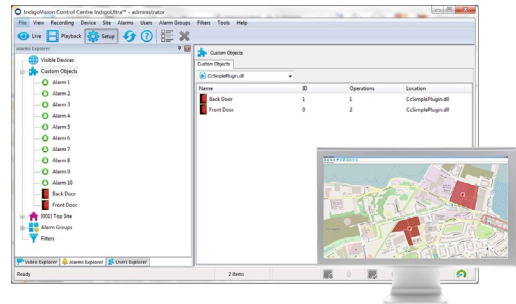 IndigoVision Control Centre IndigoUltra™ - administrator
File View Recording Device Site Alarms Users Alarm Groups Filters Tools Help
Live Playback Setup
Alarms Explorer
Visible Devices
Custom Objects
Alarm 1
Alarm 2
Alarm 3
Alarm 4
Alarm 5
Alarm 6
Alarm 7
Alarm 8
Alarm 9
Alarm 10
Back Door
Front Door
[001] Top Site
Alarm Groups
Filters
Video Explorer Alarms Explorer Users Explorer
Custom Objects
Custom Objects
CcSimplePlugin.dll
Name ID Operations Location
Back Door 1 1 CcSimplePlugin.dll
Front Door 0 2 CcSimplePlugin.dll
Ready 2 items 0